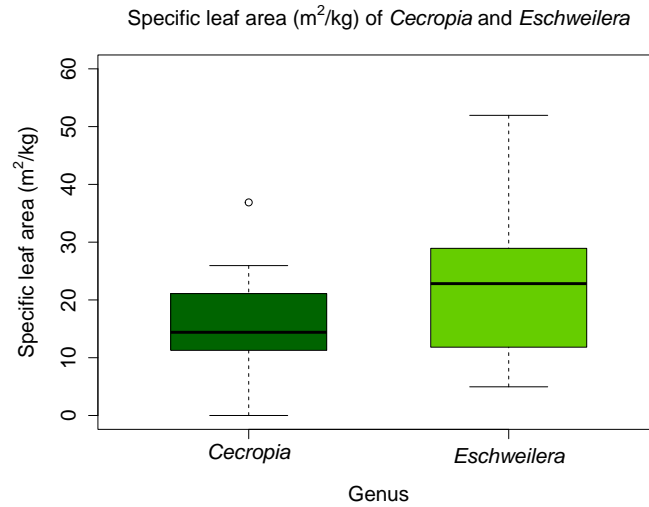 Specific leaf area (m²/kg) of Cecropia and Eschweilera
60
50
40
30
20
10
0
Specific leaf area (m²/kg)
Cecropia
Eschweilera
Genus